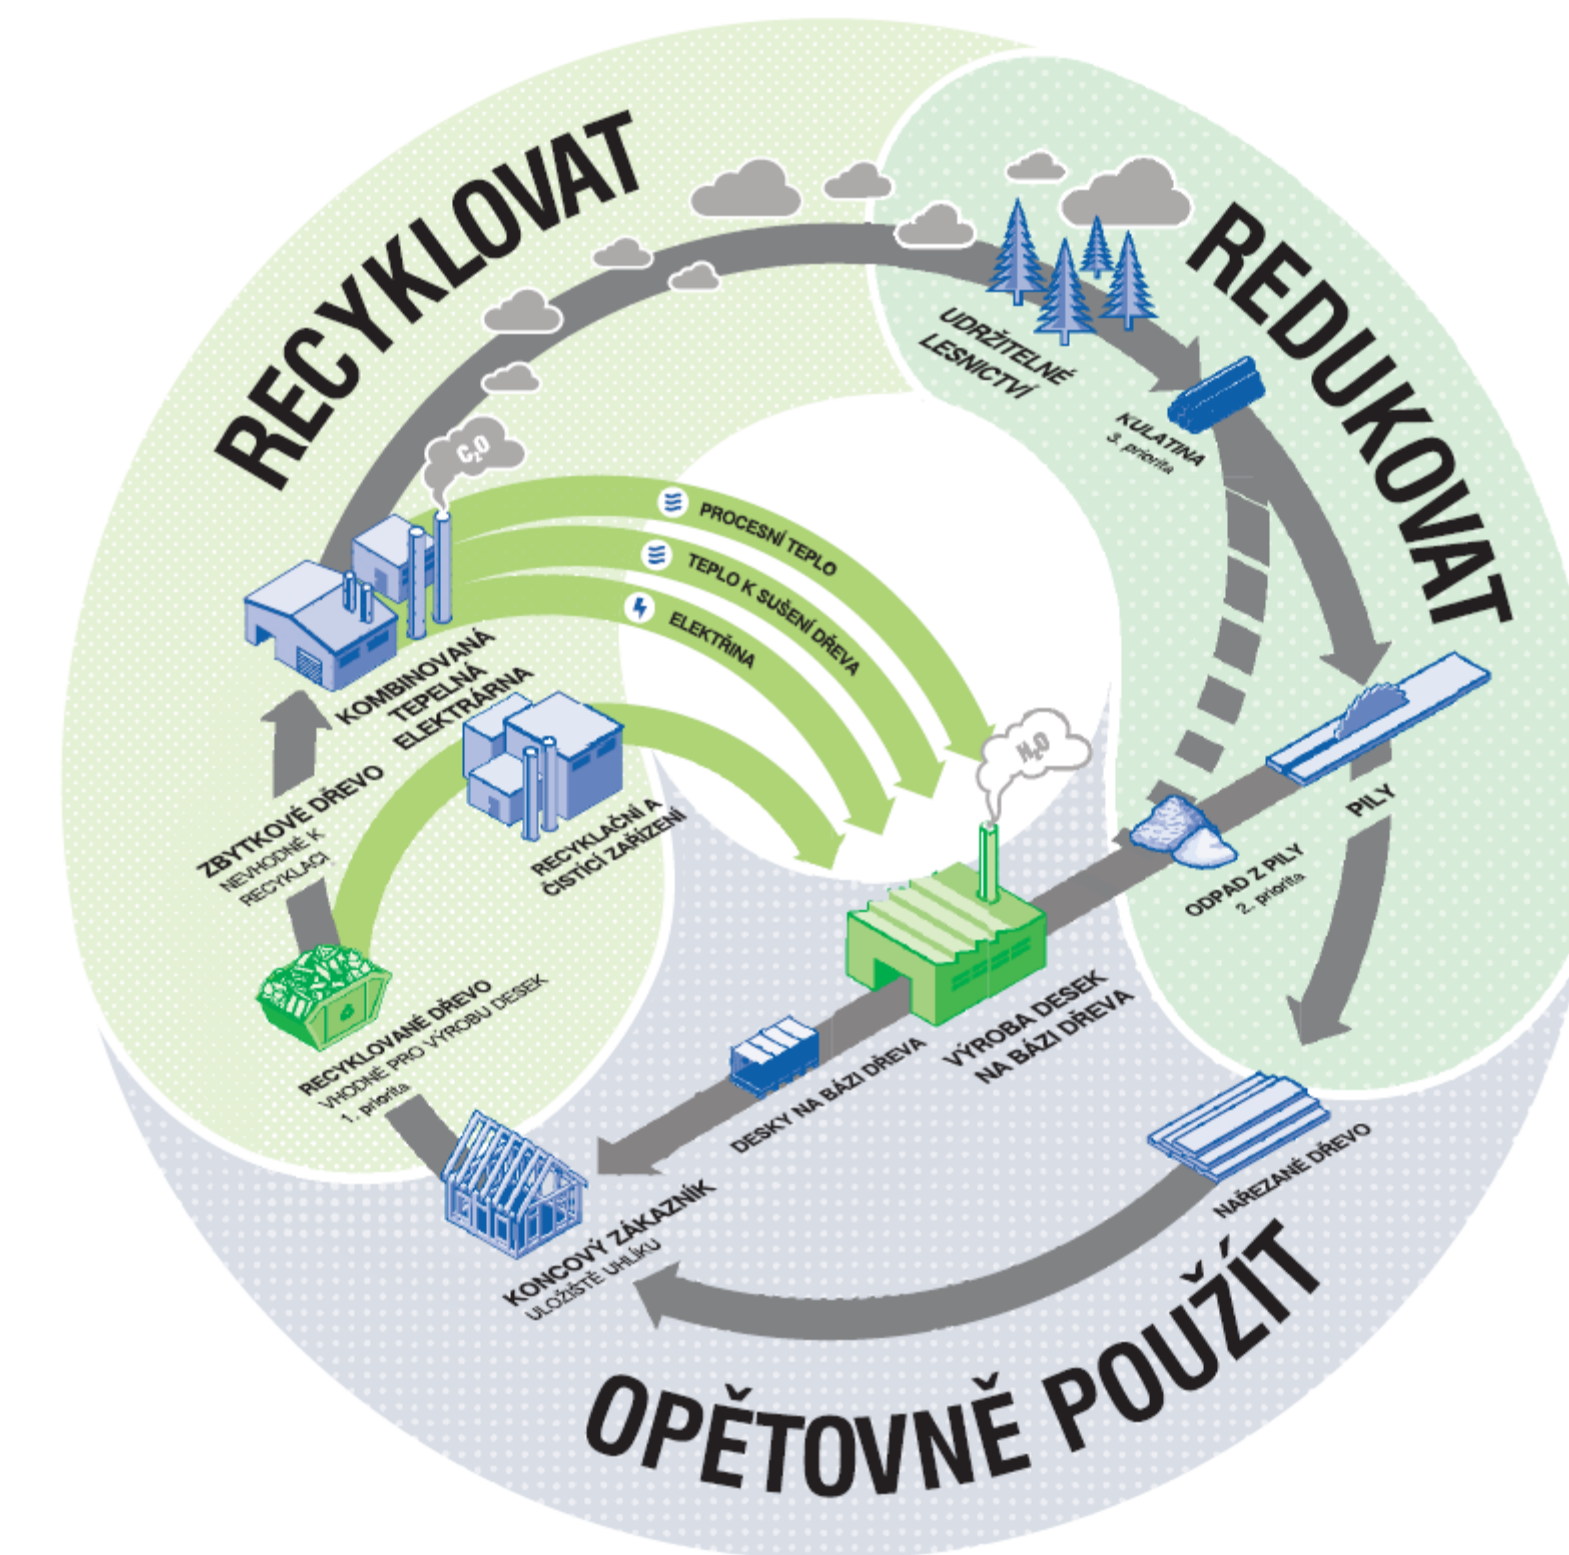 RECYKLOVAT
REDUKOVAT
UDRŽITELNÉ
LESNICTVÍ
KULATINA
3. priorita
C₂O
PROCESNÍ TEPLO
TEPLO K SUŠENÍ DŘEVA
ELEKTŘINA
KOMBINOVANÁ
TEPELNÁ
ELEKTRÁRNA
H₂O
ZBYTKOVÉ DŘEVO
NEVHODNÉ K
RECYKLACI
RECYKLAČNÍ A
ČISTÍCÍ ZAŘÍZENÍ
PILY
ODPAD Z PILY
2. priorita
RECYKLOVANÉ DŘEVO
VHODNÉ PRO VÝROBU DESEK
1. priorita
VÝROBA DESEK
NA BÁZI DŘEVA
DESKY NA BÁZI DŘEVA
NAŘEZANÉ DŘEVO
KONCOVÝ ZÁKAZNÍK
ULOŽIŠTĚ UHLÍKU
OPĚTOVNĚ POUŽÍT